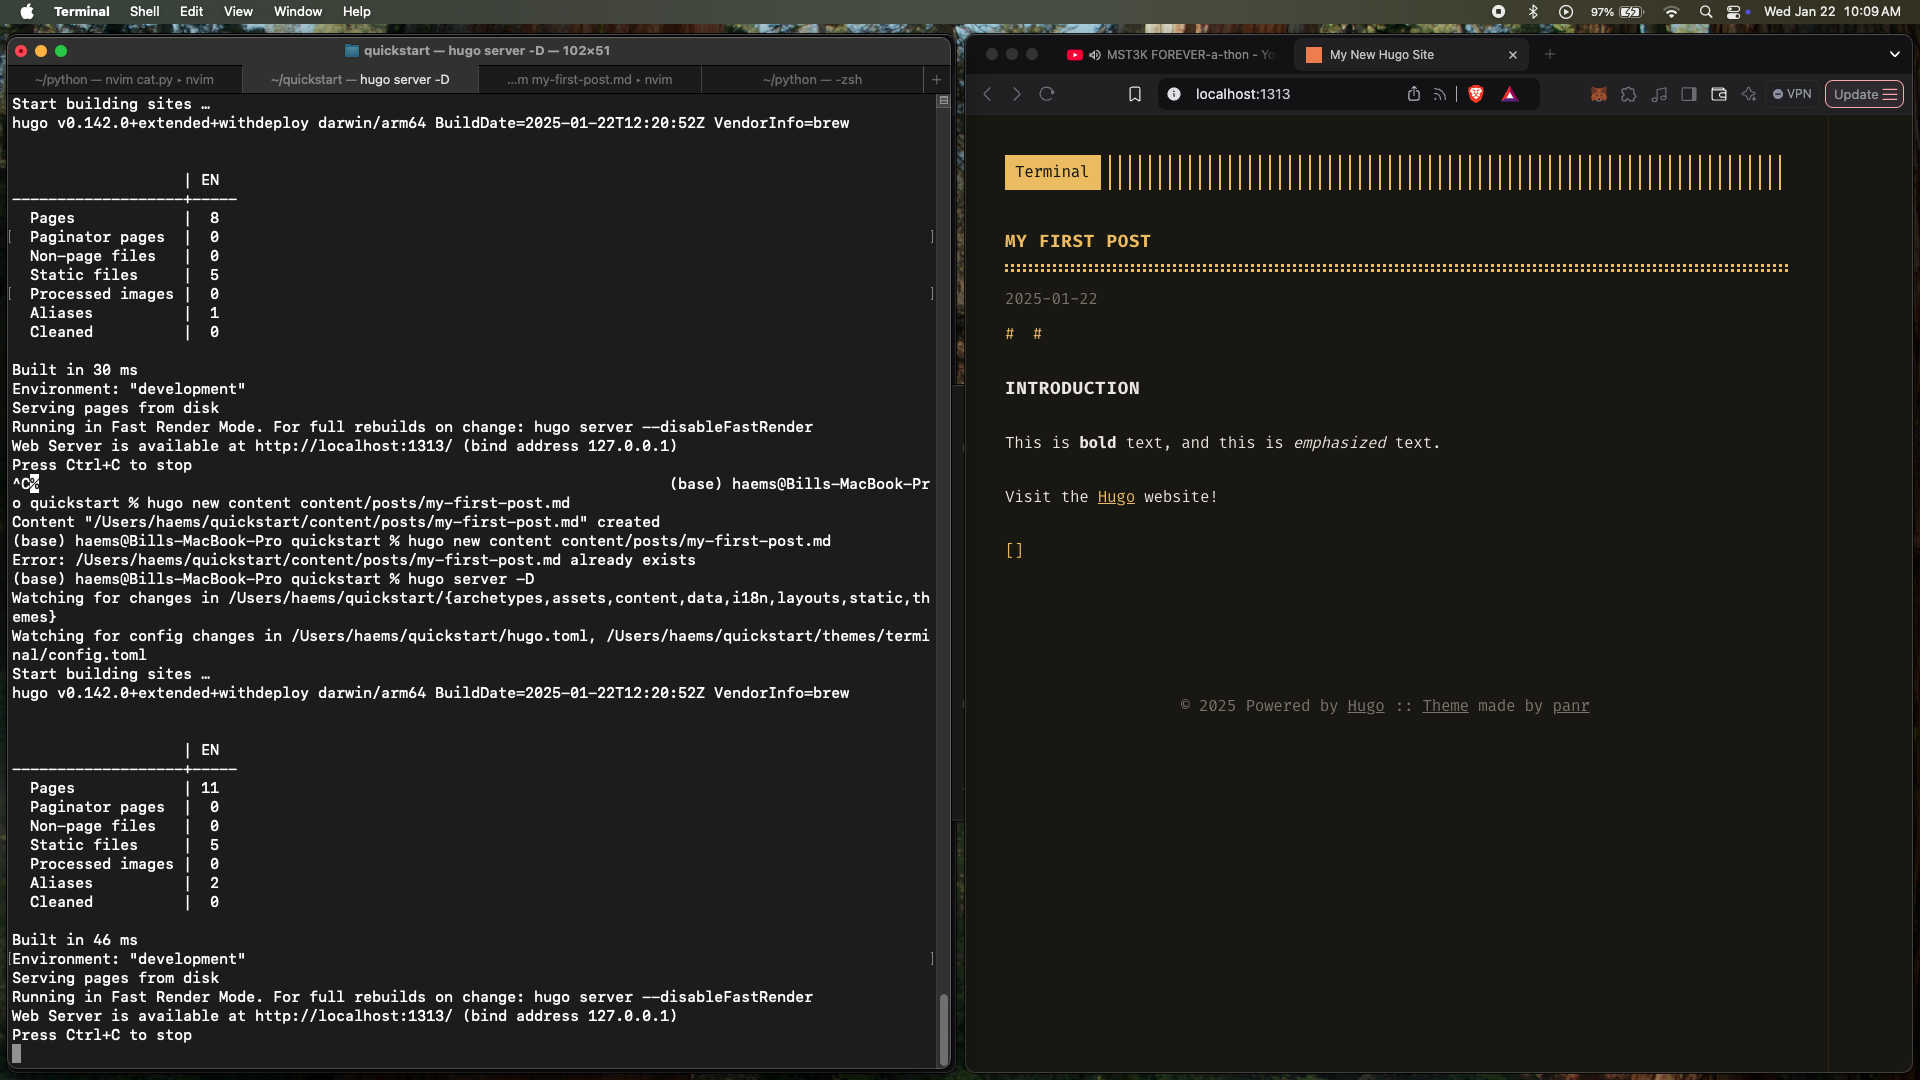 Terminal Shell Edit View Window Help
97% Wed Jan 22 10:09 AM
quickstart — hugo server -D — 102×51
~/python — nvim cat.py ▸ nvim
~/quickstart — hugo server -D
...m my-first-post.md ▸ nvim
~/python — -zsh
Start building sites …
hugo v0.142.0+extended+withdeploy darwin/arm64 BuildDate=2025-01-22T12:20:52Z VendorInfo=brew
| EN
-------------------+-----
Pages | 8
Paginator pages | 0
Non-page files | 0
Static files | 5
Processed images | 0
Aliases | 1
Cleaned | 0
Built in 30 ms
Environment: "development"
Serving pages from disk
Running in Fast Render Mode. For full rebuilds on change: hugo server --disableFastRender
Web Server is available at http://localhost:1313/ (bind address 127.0.0.1)
Press Ctrl+C to stop
^C% (base) haems@Bills-MacBook-Pr
o quickstart % hugo new content content/posts/my-first-post.md
Content "/Users/haems/quickstart/content/posts/my-first-post.md" created
(base) haems@Bills-MacBook-Pro quickstart % hugo new content content/posts/my-first-post.md
Error: /Users/haems/quickstart/content/posts/my-first-post.md already exists
(base) haems@Bills-MacBook-Pro quickstart % hugo server -D
Watching for changes in /Users/haems/quickstart/{archetypes,assets,content,data,i18n,layouts,static,th
emes}
Watching for config changes in /Users/haems/quickstart/hugo.toml, /Users/haems/quickstart/themes/termi
nal/config.toml
Start building sites …
hugo v0.142.0+extended+withdeploy darwin/arm64 BuildDate=2025-01-22T12:20:52Z VendorInfo=brew
| EN
-------------------+-----
Pages | 11
Paginator pages | 0
Non-page files | 0
Static files | 5
Processed images | 0
Aliases | 2
Cleaned | 0
Built in 46 ms
Environment: "development"
Serving pages from disk
Running in Fast Render Mode. For full rebuilds on change: hugo server --disableFastRender
Web Server is available at http://localhost:1313/ (bind address 127.0.0.1)
Press Ctrl+C to stop
MST3K FOREVER-a-thon -
My New Hugo Site
localhost:1313
VPN
Update
Terminal
MY FIRST POST
2025-01-22
# #
INTRODUCTION
This is bold text, and this is emphasized text.
Visit the Hugo website!
[]
© 2025 Powered by Hugo :: Theme made by panr